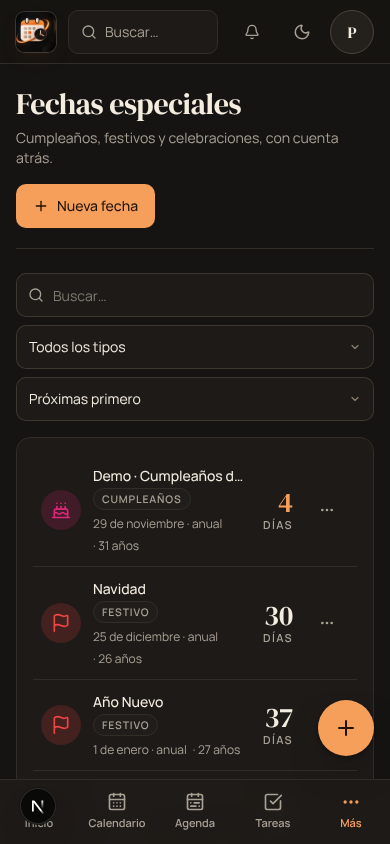 Buscar...
P
Fechas especiales
Cumpleaños, festivos y celebraciones, con cuenta
atrás.
+ Nueva fecha
Buscar...
Todos los tipos
Próximas primero
Demo · Cumpleaños d...
CUMPLEAÑOS
29 de noviembre · anual
· 31 años
4
DÍAS
Navidad
FESTIVO
25 de diciembre · anual
· 26 años
30
DÍAS
Año Nuevo
FESTIVO
1 de enero · anual · 27 años
37
DÍAS
N
Inicio
Calendario
Agenda
Tareas
Más